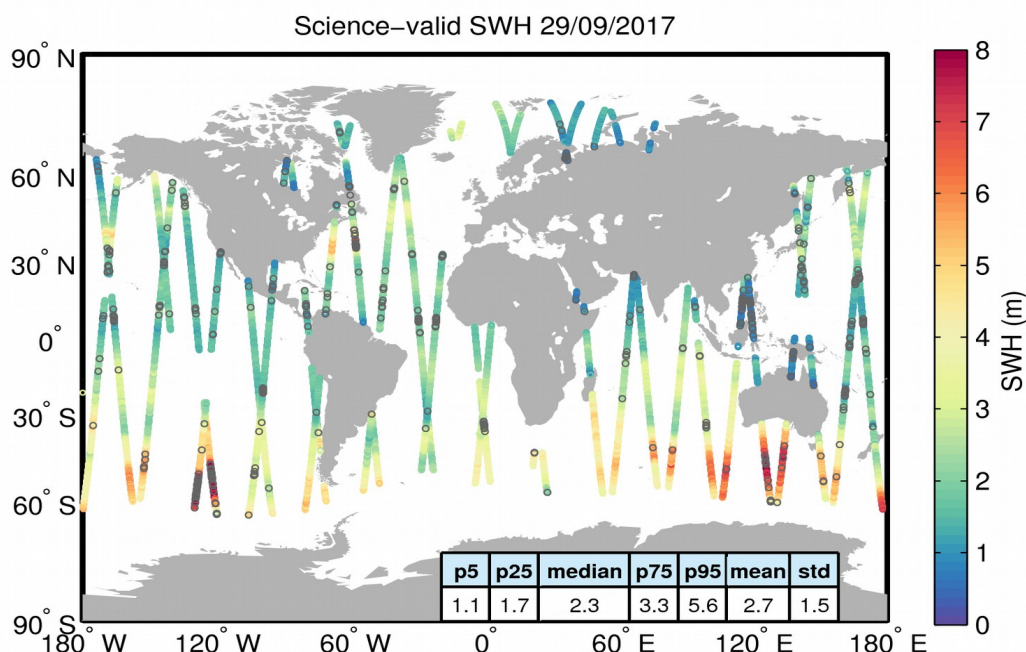 Science–valid SWH 29/09/2017
90° N
60° N
30° N
0°
30° S
60° S
90° S
180° W
120° W
60° W
0°
60° E
120° E
180° E
p5 p25 median p75 p95 mean std
1.1 1.7 2.3 3.3 5.6 2.7 1.5
8
7
6
5
4
3
2
1
0
SWH (m)